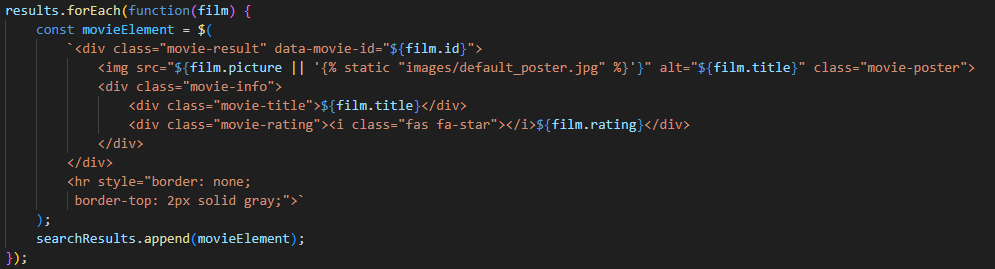 results.forEach(function(film) {
    const movieElement = $(
        `<div class="movie-result" data-movie-id="${film.id}">
            <img src="${film.picture || '{% static "images/default_poster.jpg" %}'}" alt="${film.title}" class="movie-poster">
            <div class="movie-info">
                <div class="movie-title">${film.title}</div>
                <div class="movie-rating"><i class="fas fa-star"></i>${film.rating}</div>
            </div>
        </div>
        <hr style="border: none;
         border-top: 2px solid gray;">`
    );
    searchResults.append(movieElement);
});